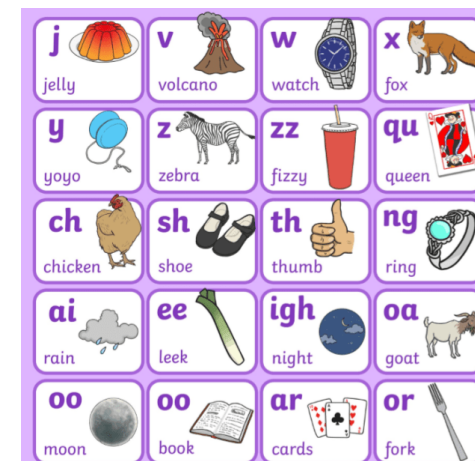 j
jelly
v
volcano
w
watch
x
fox
y
yoyo
z
zebra
zz
fizzy
qu
queen
ch
chicken
sh
shoe
th
thumb
ng
ring
ai
rain
ee
leek
igh
night
oa
goat
oo
moon
oo
book
ar
cards
or
fork